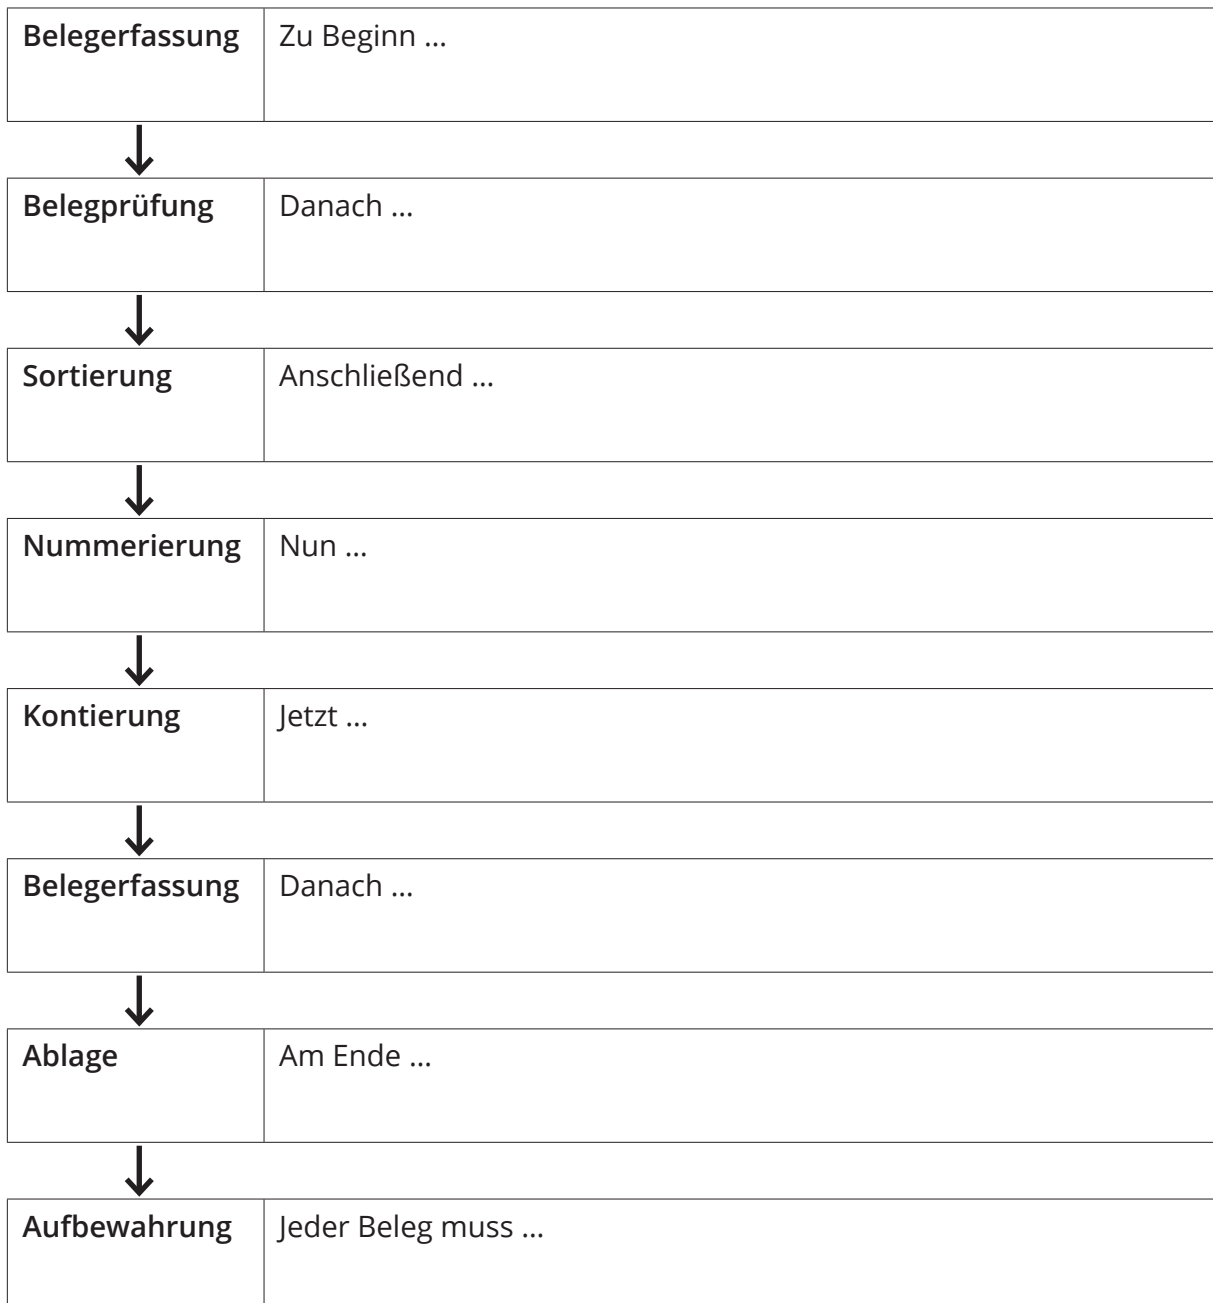 Belegerfassung Zu Beginn ...
Belegprüfung Danach ...
Sortierung Anschließend ...
Nummerierung Nun ...
Kontierung Jetzt ...
Belegerfassung Danach ...
Ablage Am Ende ...
Aufbewahrung Jeder Beleg muss ...